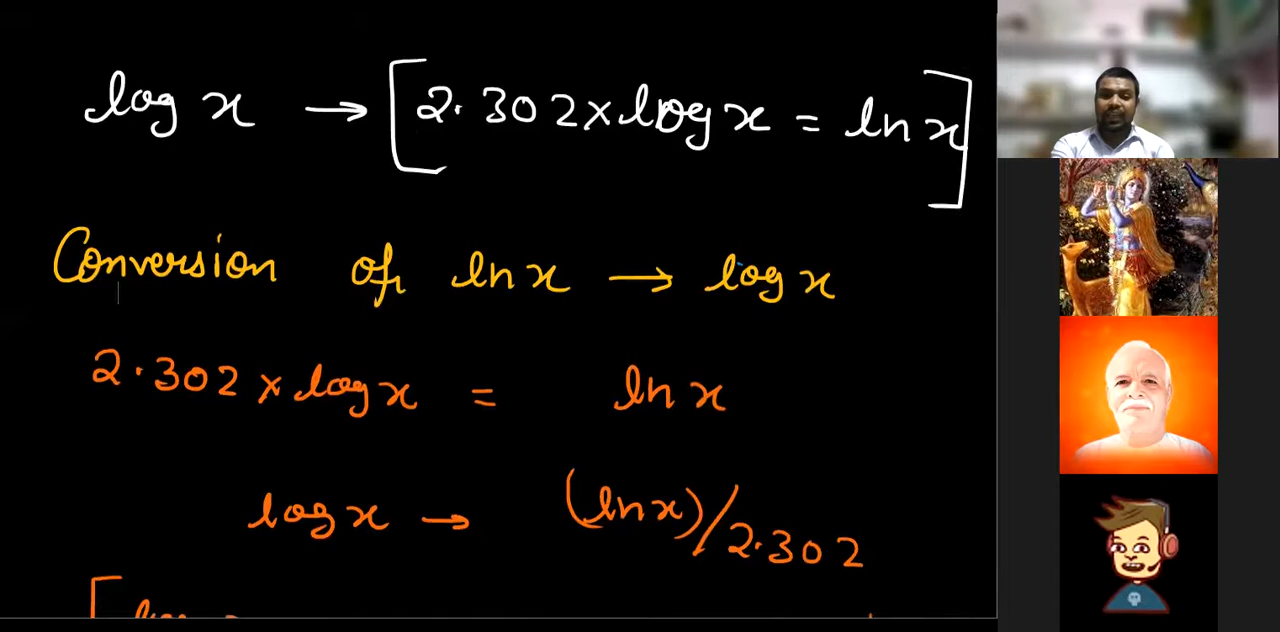 log x → [2.302 × log x = ln x]
Conversion of ln x → log x
2.302 × log x = ln x
log x → (ln x)/2.302